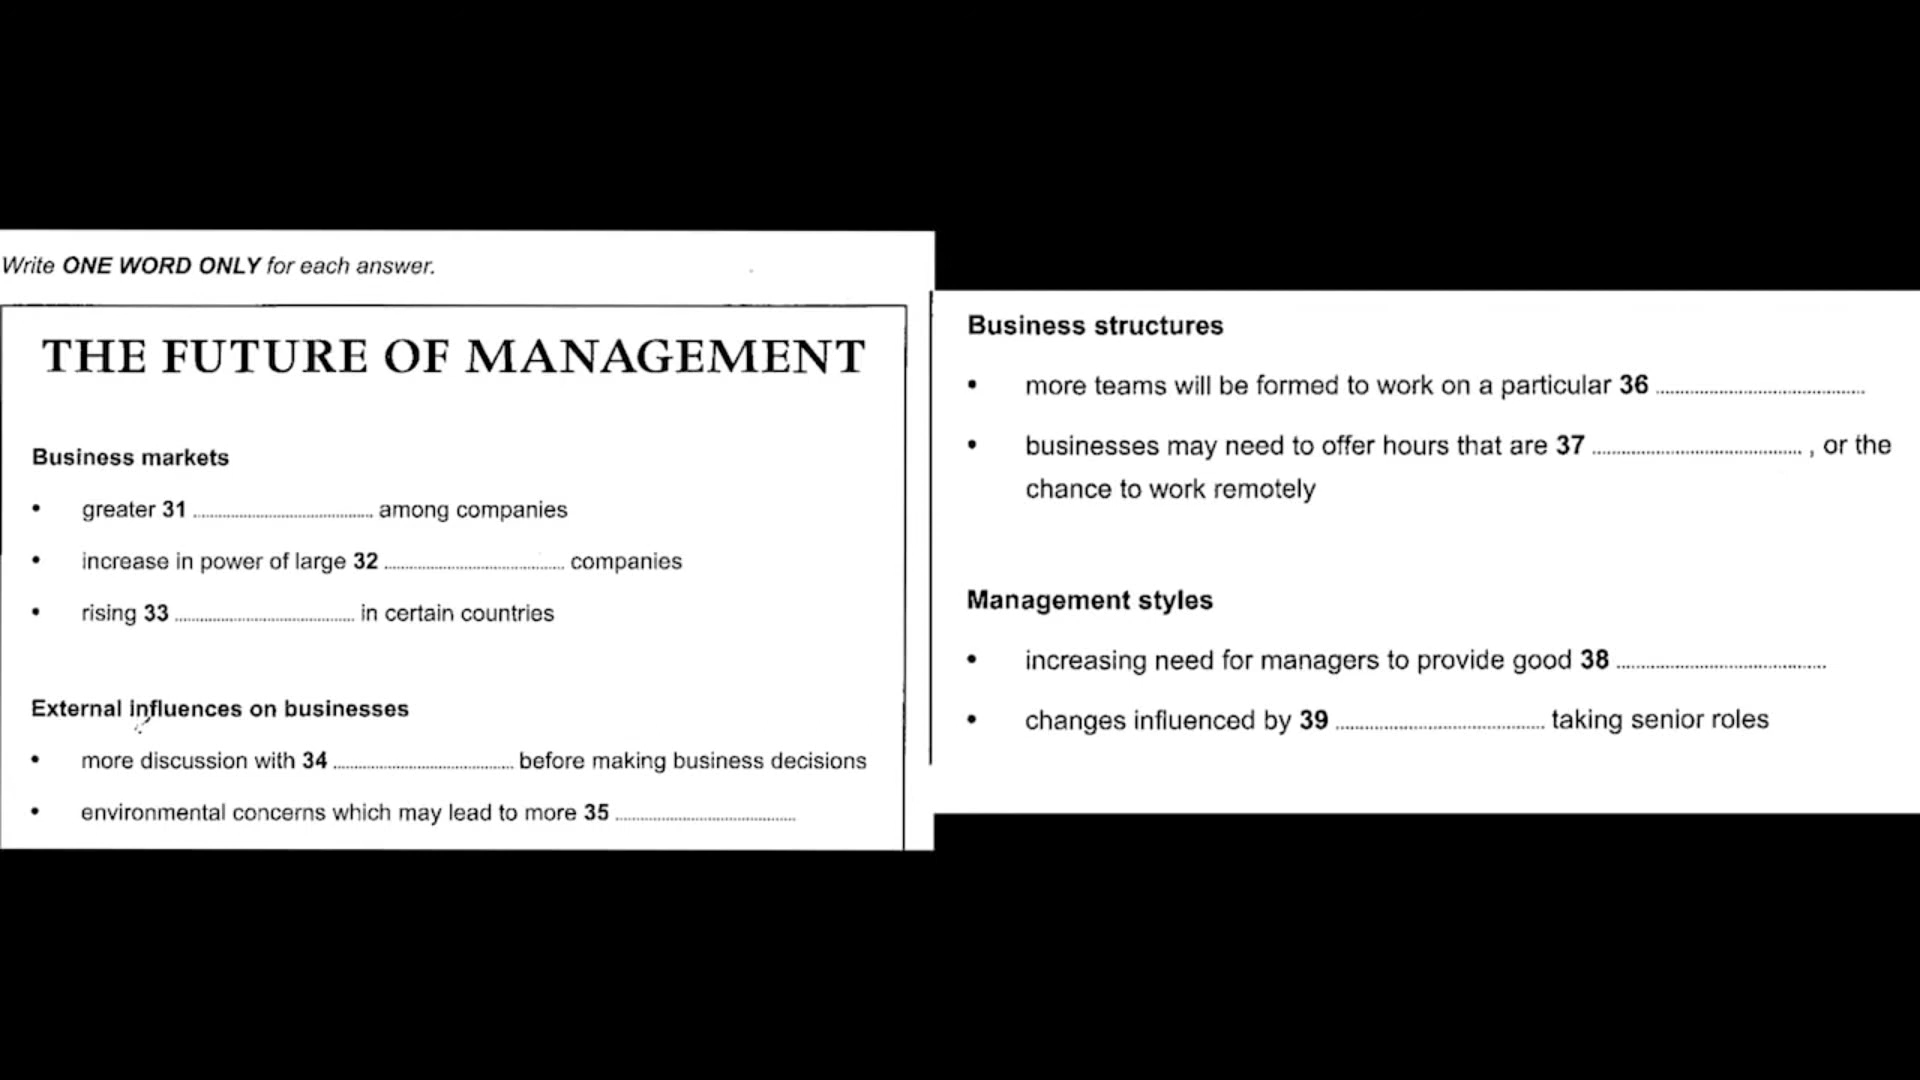 Write ONE WORD ONLY for each answer.
THE FUTURE OF MANAGEMENT
Business markets
• greater 31 .................... among companies
• increase in power of large 32 .................... companies
• rising 33 .................... in certain countries
External influences on businesses
• more discussion with 34 .................... before making business decisions
• environmental concerns which may lead to more 35 ....................
Business structures
• more teams will be formed to work on a particular 36 ....................
• businesses may need to offer hours that are 37 .................... , or the
chance to work remotely
Management styles
• increasing need for managers to provide good 38 ....................
• changes influenced by 39 .................... taking senior roles